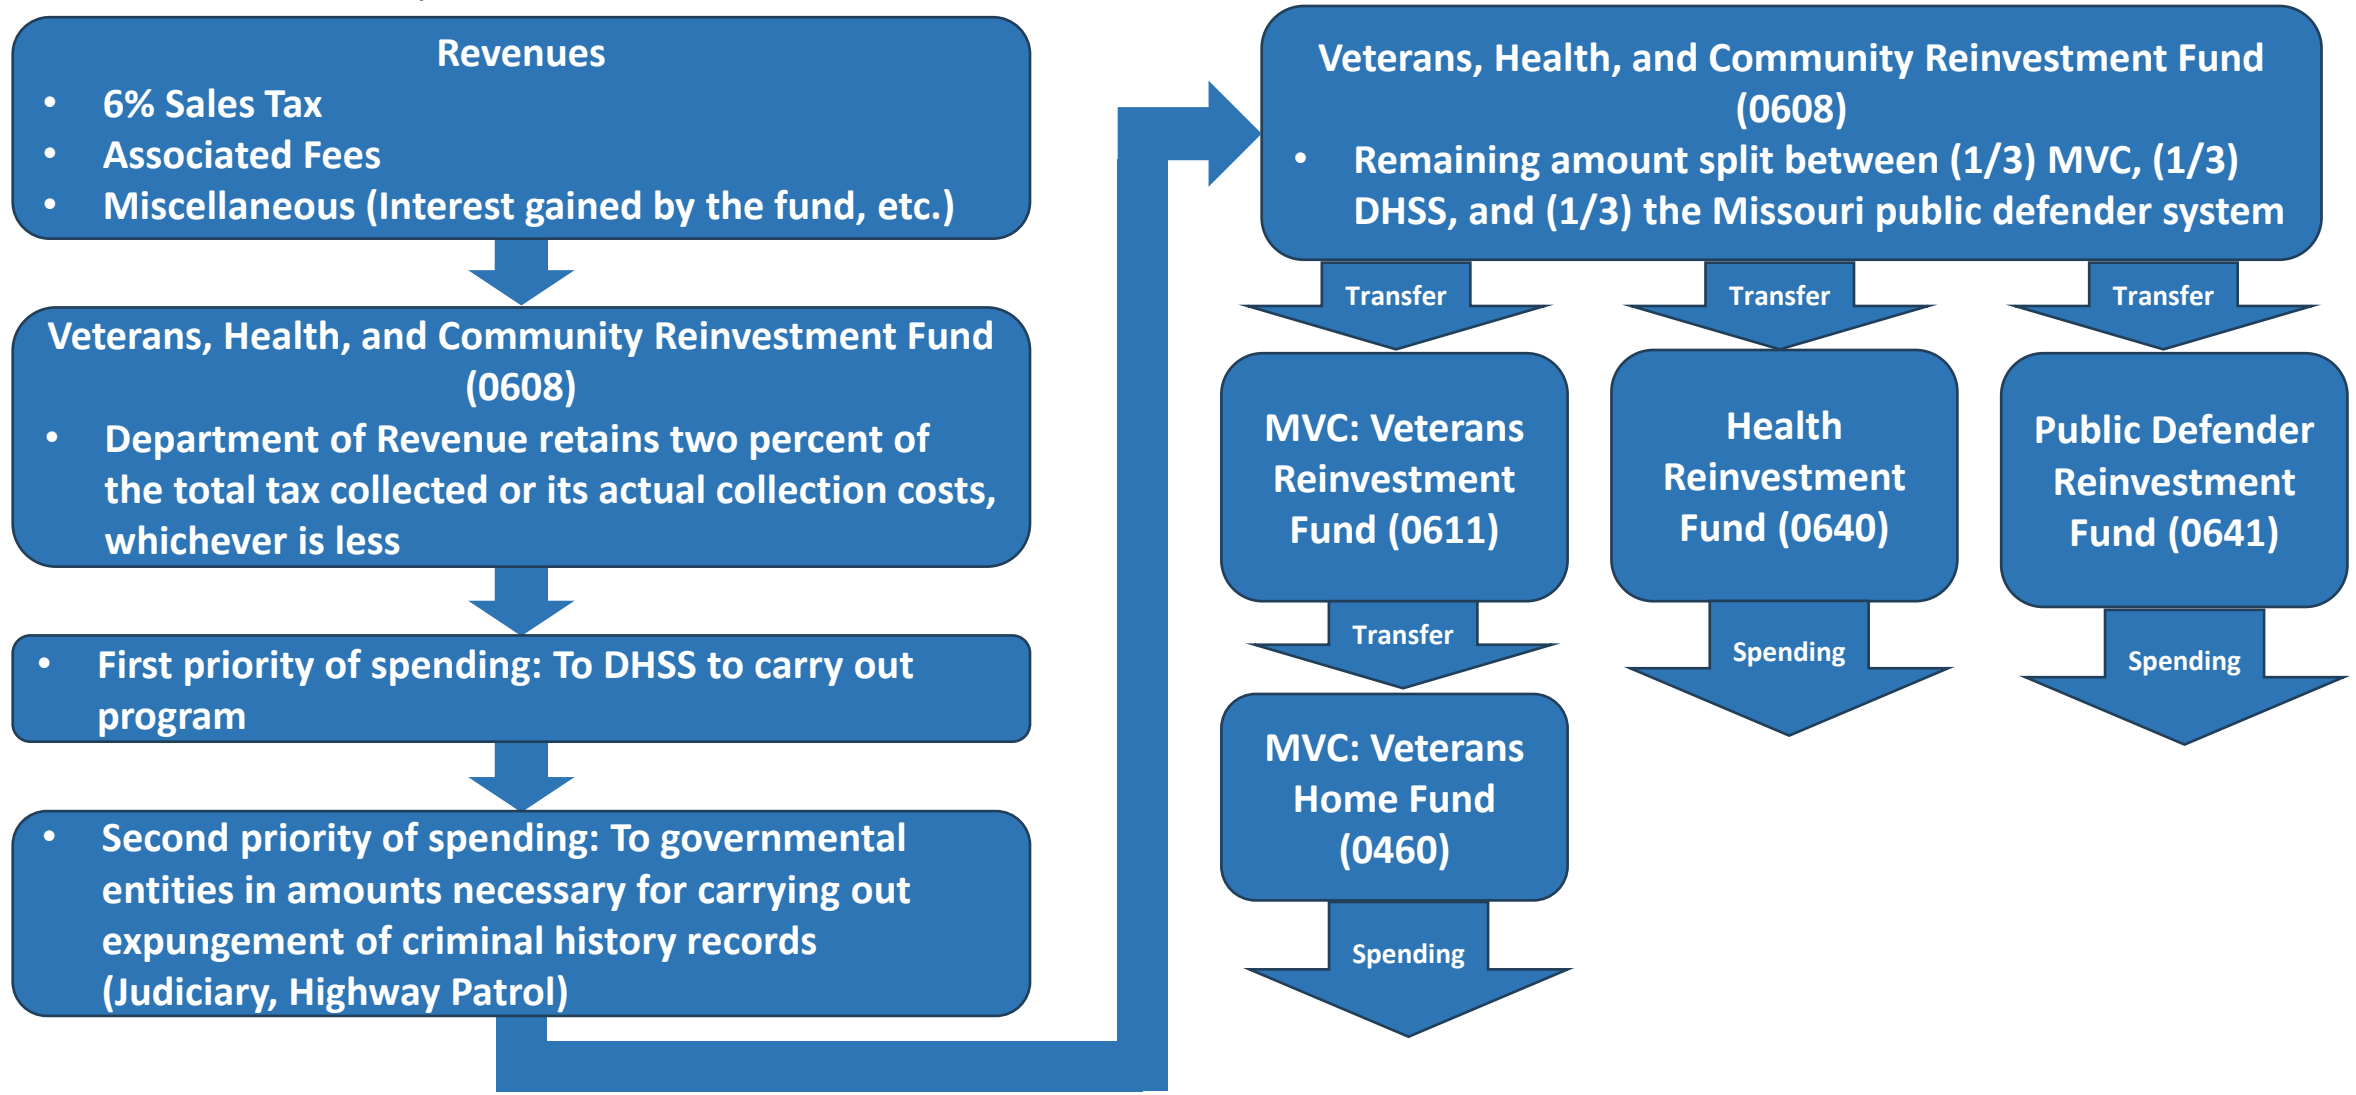 Revenues
• 6% Sales Tax
• Associated Fees
• Miscellaneous (Interest gained by the fund, etc.)
Veterans, Health, and Community Reinvestment Fund
(0608)
• Department of Revenue retains two percent of
the total tax collected or its actual collection costs,
whichever is less
• First priority of spending: To DHSS to carry out
program
• Second priority of spending: To governmental
entities in amounts necessary for carrying out
expungement of criminal history records
(Judiciary, Highway Patrol)
Veterans, Health, and Community Reinvestment Fund
(0608)
• Remaining amount split between (1/3) MVC, (1/3)
DHSS, and (1/3) the Missouri public defender system
Transfer
Transfer
Transfer
MVC: Veterans
Reinvestment
Fund (0611)
Health
Reinvestment
Fund (0640)
Public Defender
Reinvestment
Fund (0641)
Transfer
Spending
Spending
MVC: Veterans
Home Fund
(0460)
Spending